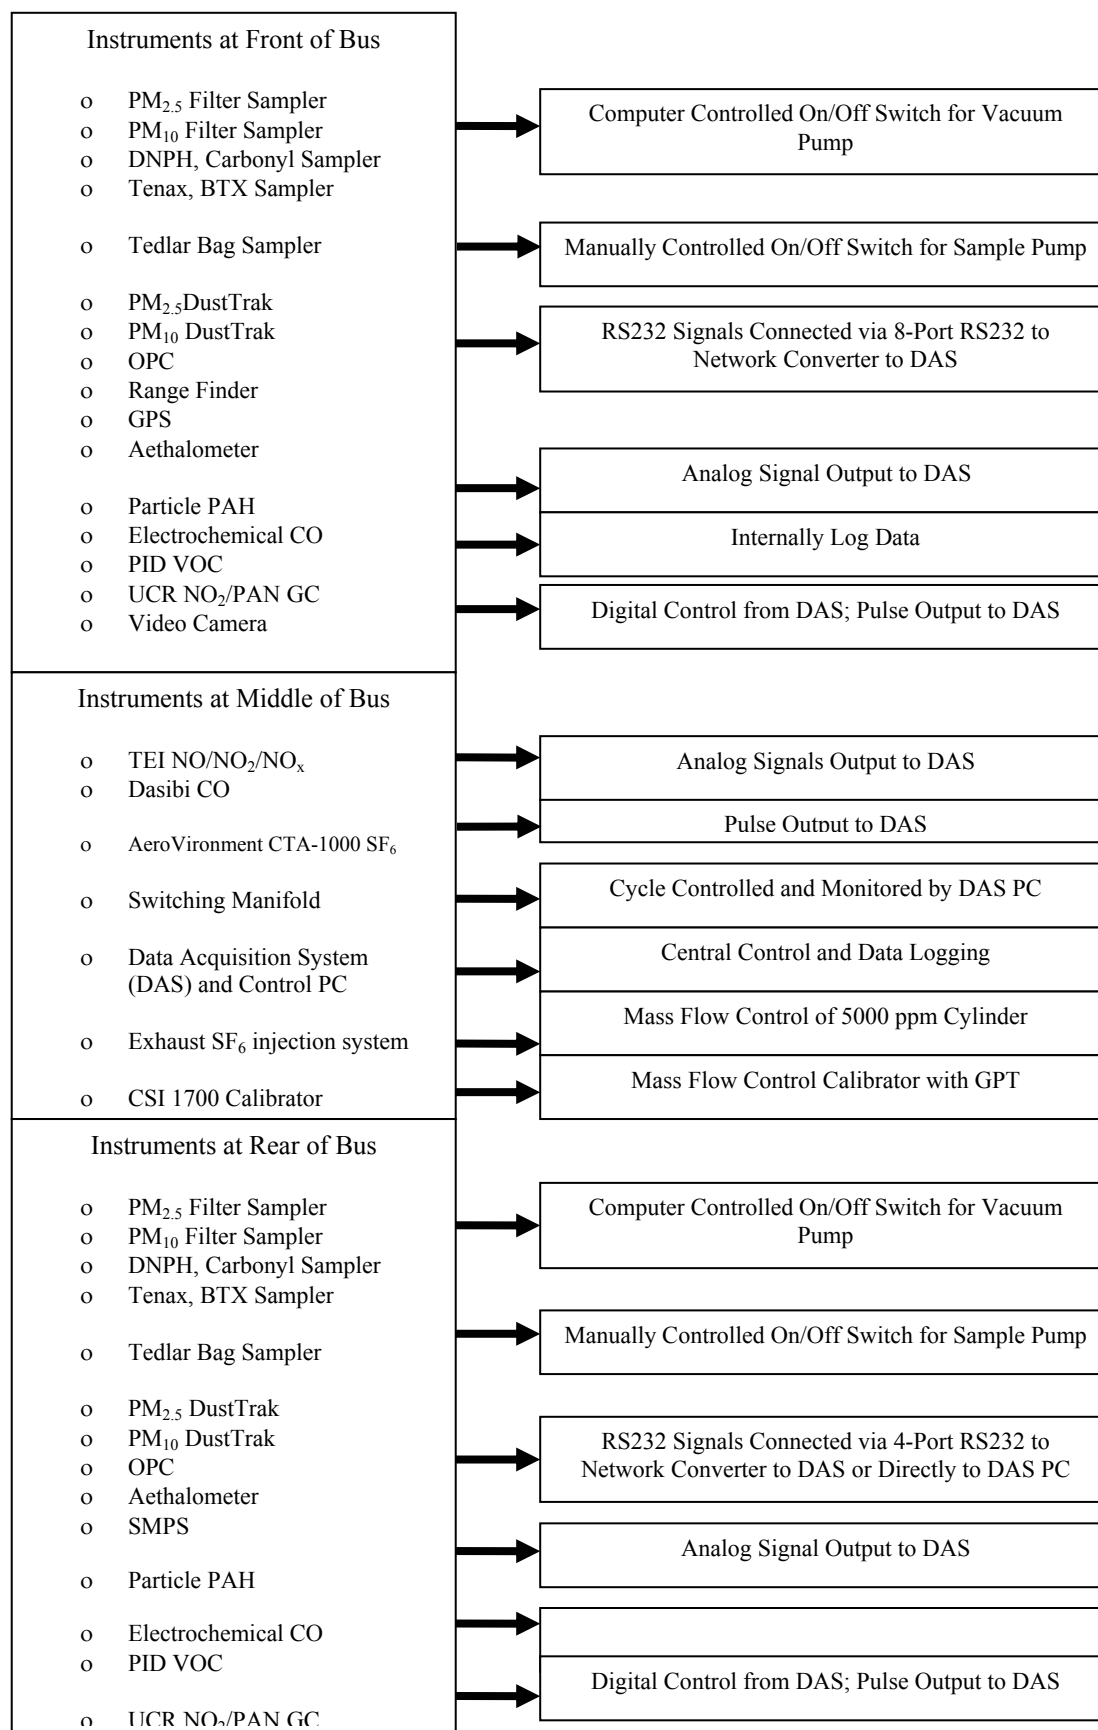 Instruments at Front of Bus
o PM2.5 Filter Sampler
o PM10 Filter Sampler
o DNPH, Carbonyl Sampler
o Tenax, BTX Sampler
Computer Controlled On/Off Switch for Vacuum
Pump
o Tedlar Bag Sampler
Manually Controlled On/Off Switch for Sample Pump
o PM2.5DustTrak
o PM10 DustTrak
o OPC
o Range Finder
o GPS
o Aethalometer
RS232 Signals Connected via 8-Port RS232 to
Network Converter to DAS
o Particle PAH
o Electrochemical CO
o PID VOC
o UCR NO2/PAN GC
o Video Camera
Analog Signal Output to DAS
Internally Log Data
Digital Control from DAS; Pulse Output to DAS
Instruments at Middle of Bus
o TEI NO/NO2/NOx
o Dasibi CO
Analog Signals Output to DAS
o AeroVironment CTA-1000 SF6
Pulse Output to DAS
o Switching Manifold
Cycle Controlled and Monitored by DAS PC
o Data Acquisition System
(DAS) and Control PC
Central Control and Data Logging
o Exhaust SF6 injection system
Mass Flow Control of 5000 ppm Cylinder
o CSI 1700 Calibrator
Mass Flow Control Calibrator with GPT
Instruments at Rear of Bus
o PM2.5 Filter Sampler
o PM10 Filter Sampler
o DNPH, Carbonyl Sampler
o Tenax, BTX Sampler
Computer Controlled On/Off Switch for Vacuum
Pump
o Tedlar Bag Sampler
Manually Controlled On/Off Switch for Sample Pump
o PM2.5 DustTrak
o PM10 DustTrak
o OPC
o Aethalometer
o SMPS
RS232 Signals Connected via 4-Port RS232 to
Network Converter to DAS or Directly to DAS PC
o Particle PAH
Analog Signal Output to DAS
o Electrochemical CO
o PID VOC
o UCR NO2/PAN GC
Digital Control from DAS; Pulse Output to DAS